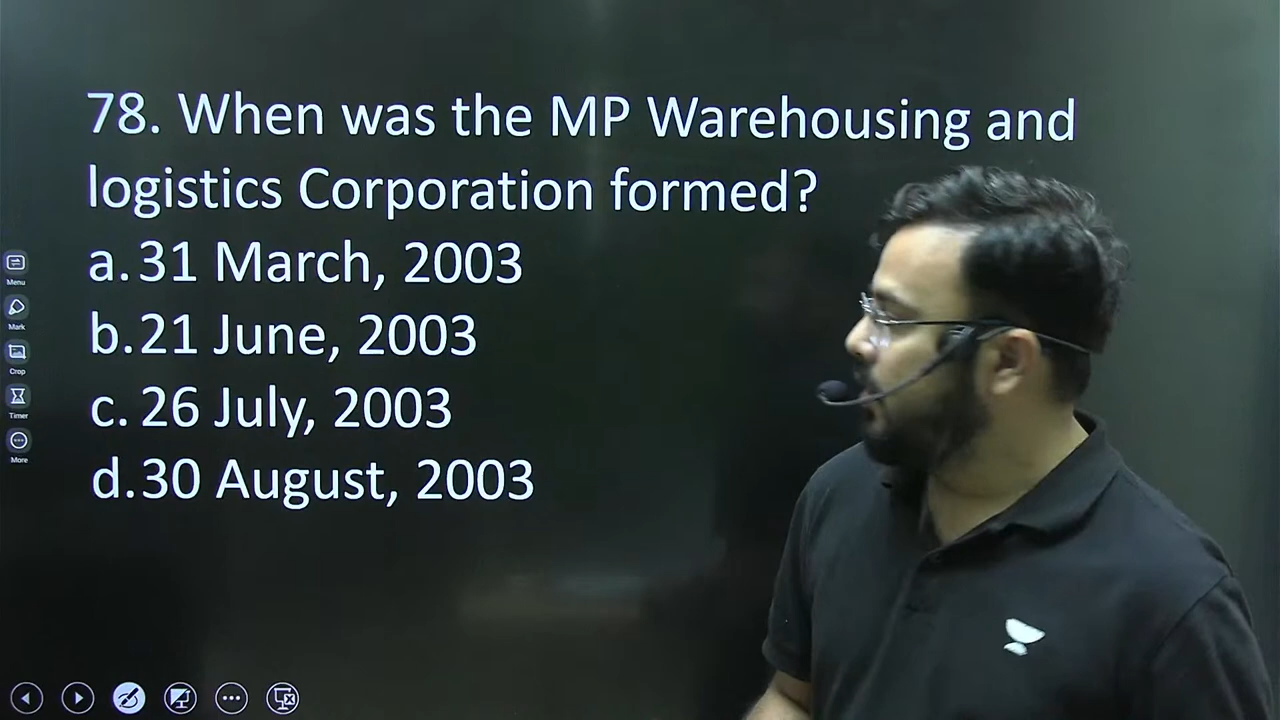 78. When was the MP Warehousing and
logistics Corporation formed?
a. 31 March, 2003
b. 21 June, 2003
c. 26 July, 2003
d. 30 August, 2003
Menu
Mark
Crop
Timer
More